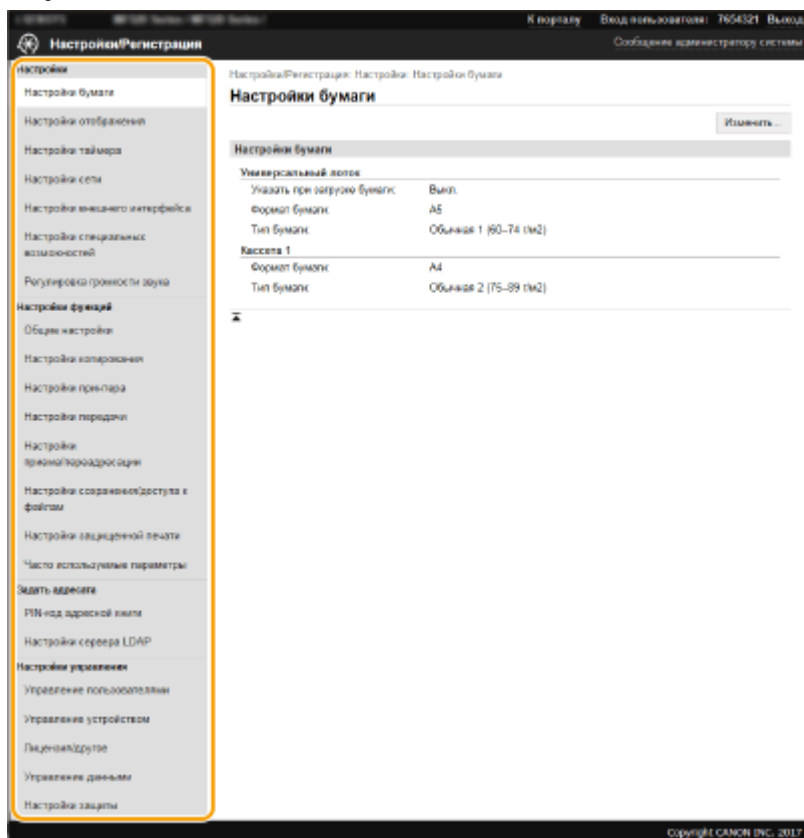 К порталу Вход пользователя: 7654321 Выход
Настройки/Регистрация
Сообщение администратору системы
Настройки
Настройки бумаги
Настройки отображения
Настройки таймера
Настройки сети
Настройки внешнего интерфейса
Настройки специальных
возможностей
Регулировка громкости звука
Настройки функций
Общие настройки
Настройки копирования
Настройки принтера
Настройки передачи
Настройки
приема/переадресации
Настройки сохранения/доступа к
файлам
Настройки защищенной печати
Часто используемые параметры
Задать адресата
PIN-код адресной книги
Настройки сервера LDAP
Настройки управления
Управление пользователями
Управление устройством
Лицензия/другое
Управление данными
Настройки защиты
Настройки/Регистрация: Настройки: Настройки бумаги
Настройки бумаги
Изменить...
Настройки бумаги
Универсальный лоток
Указать при загрузке бумаги: Выкл.
Формат бумаги: A5
Тип бумаги: Обычная 1 (60–74 г/м2)
Кассета 1
Формат бумаги: A4
Тип бумаги: Обычная 2 (75–89 г/м2)
Copyright CANON INC. 2017